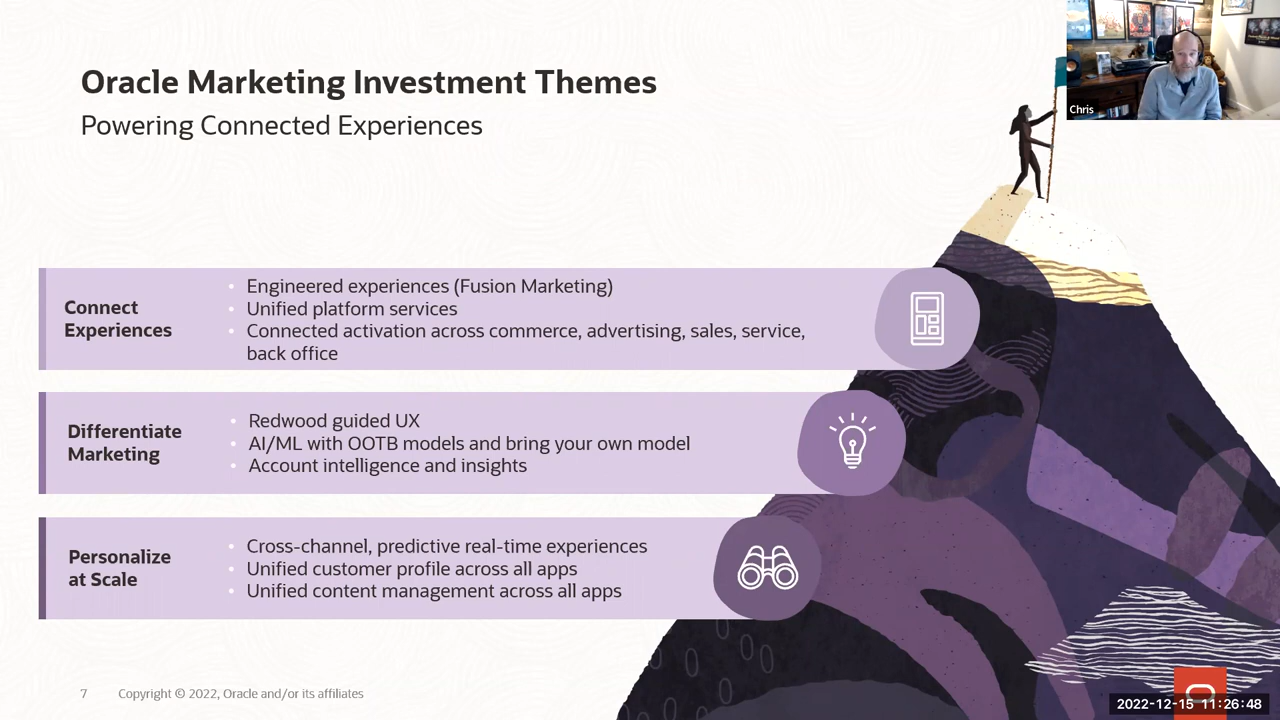 Oracle Marketing Investment Themes
Powering Connected Experiences
Chris
Connect
Experiences
• Engineered experiences (Fusion Marketing)
• Unified platform services
• Connected activation across commerce, advertising, sales, service,
back office
Differentiate
Marketing
• Redwood guided UX
• AI/ML with OOTB models and bring your own model
• Account intelligence and insights
Personalize
at Scale
• Cross-channel, predictive real-time experiences
• Unified customer profile across all apps
• Unified content management across all apps
7 Copyright © 2022, Oracle and/or its affiliates
2022-12-15 11:26:48